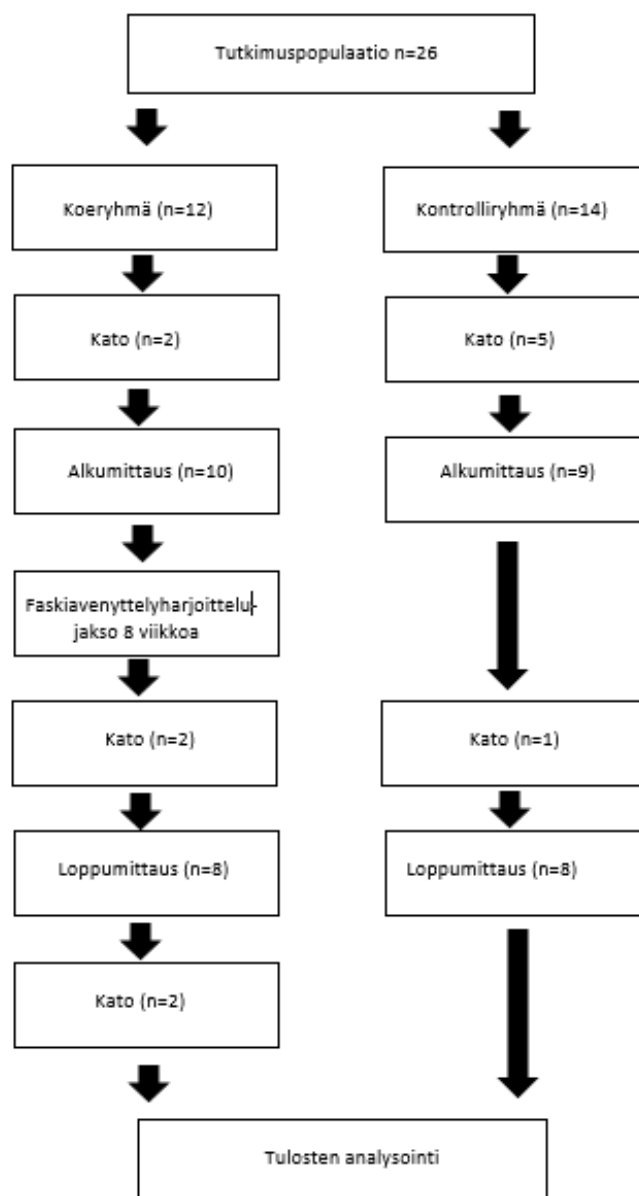 Tutkimuspopulaatio n=26
Koeryhmä (n=12)
Kontrolliryhmä (n=14)
Kato (n=2)
Kato (n=5)
Alkumittaus (n=10)
Alkumittaus (n=9)
Faskiavenyttelyharjoittelu-
jakso 8 viikkoa
Kato (n=2)
Kato (n=1)
Loppumittaus (n=8)
Loppumittaus (n=8)
Kato (n=2)
Tulosten analysointi